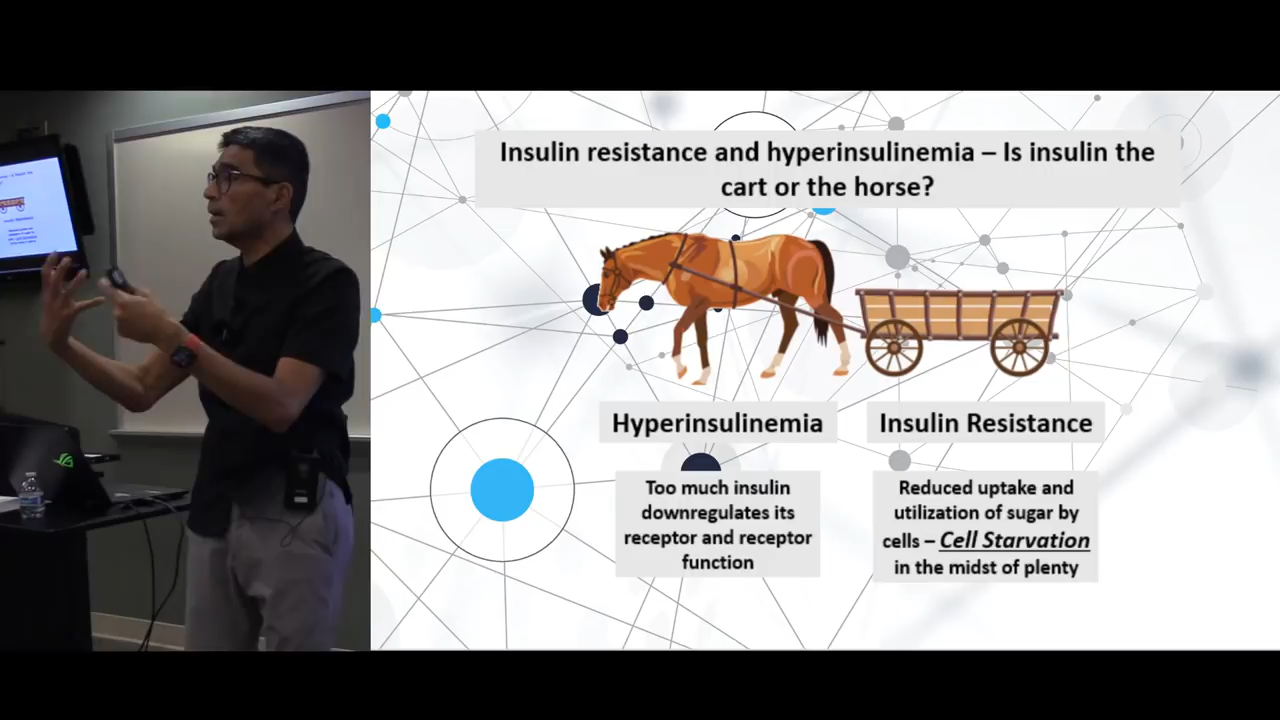 Insulin resistance and hyperinsulinemia – Is insulin the
cart or the horse?
Hyperinsulinemia
Insulin Resistance
Too much insulin
downregulates its
receptor and receptor
function
Reduced uptake and
utilization of sugar by
cells – Cell Starvation
in the midst of plenty